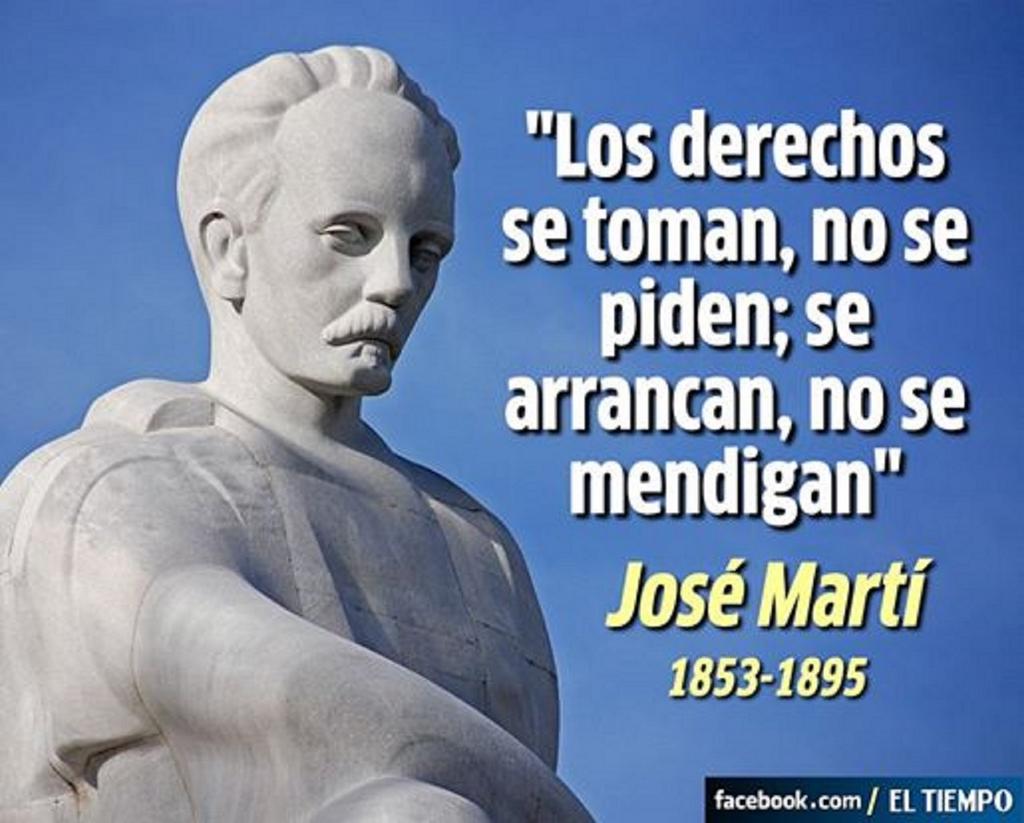 "Los derechos
se toman, no se
piden; se
arrancan, no se
mendigan"
José Martí
1853-1895
facebook.com / EL TIEMPO